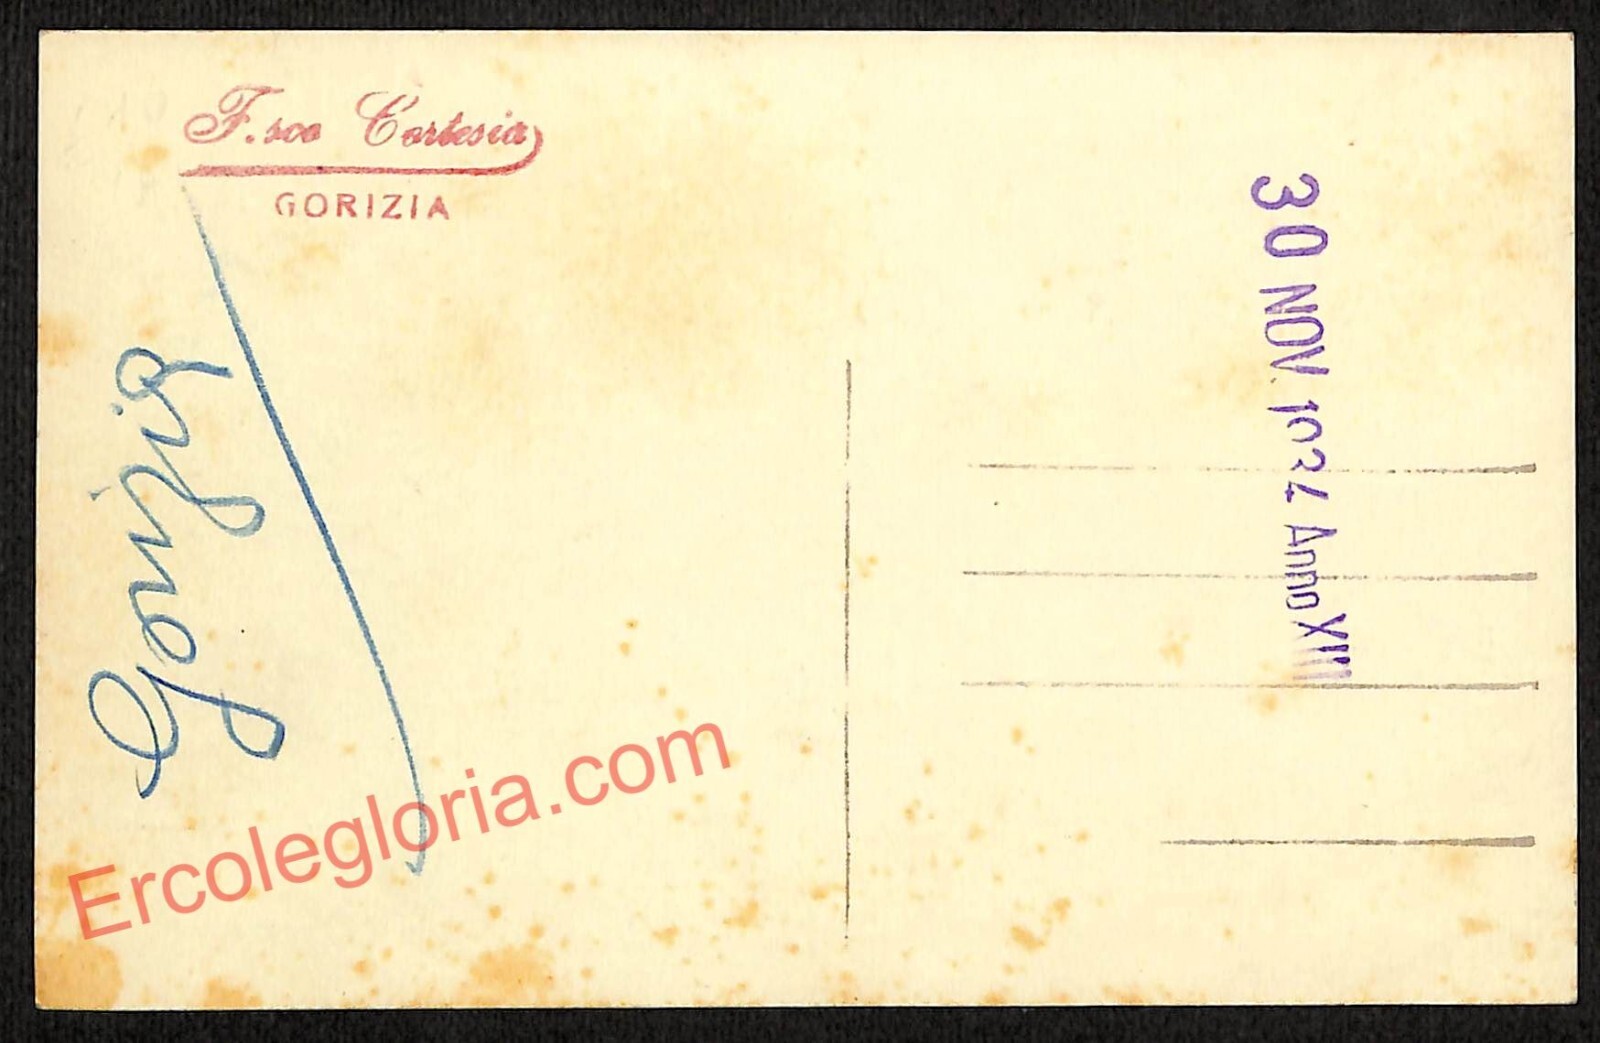 F.sco Cortesia
GORIZIA
Gorizia
30 NOV. 1934 Anno XIII
Ercolegloria.com